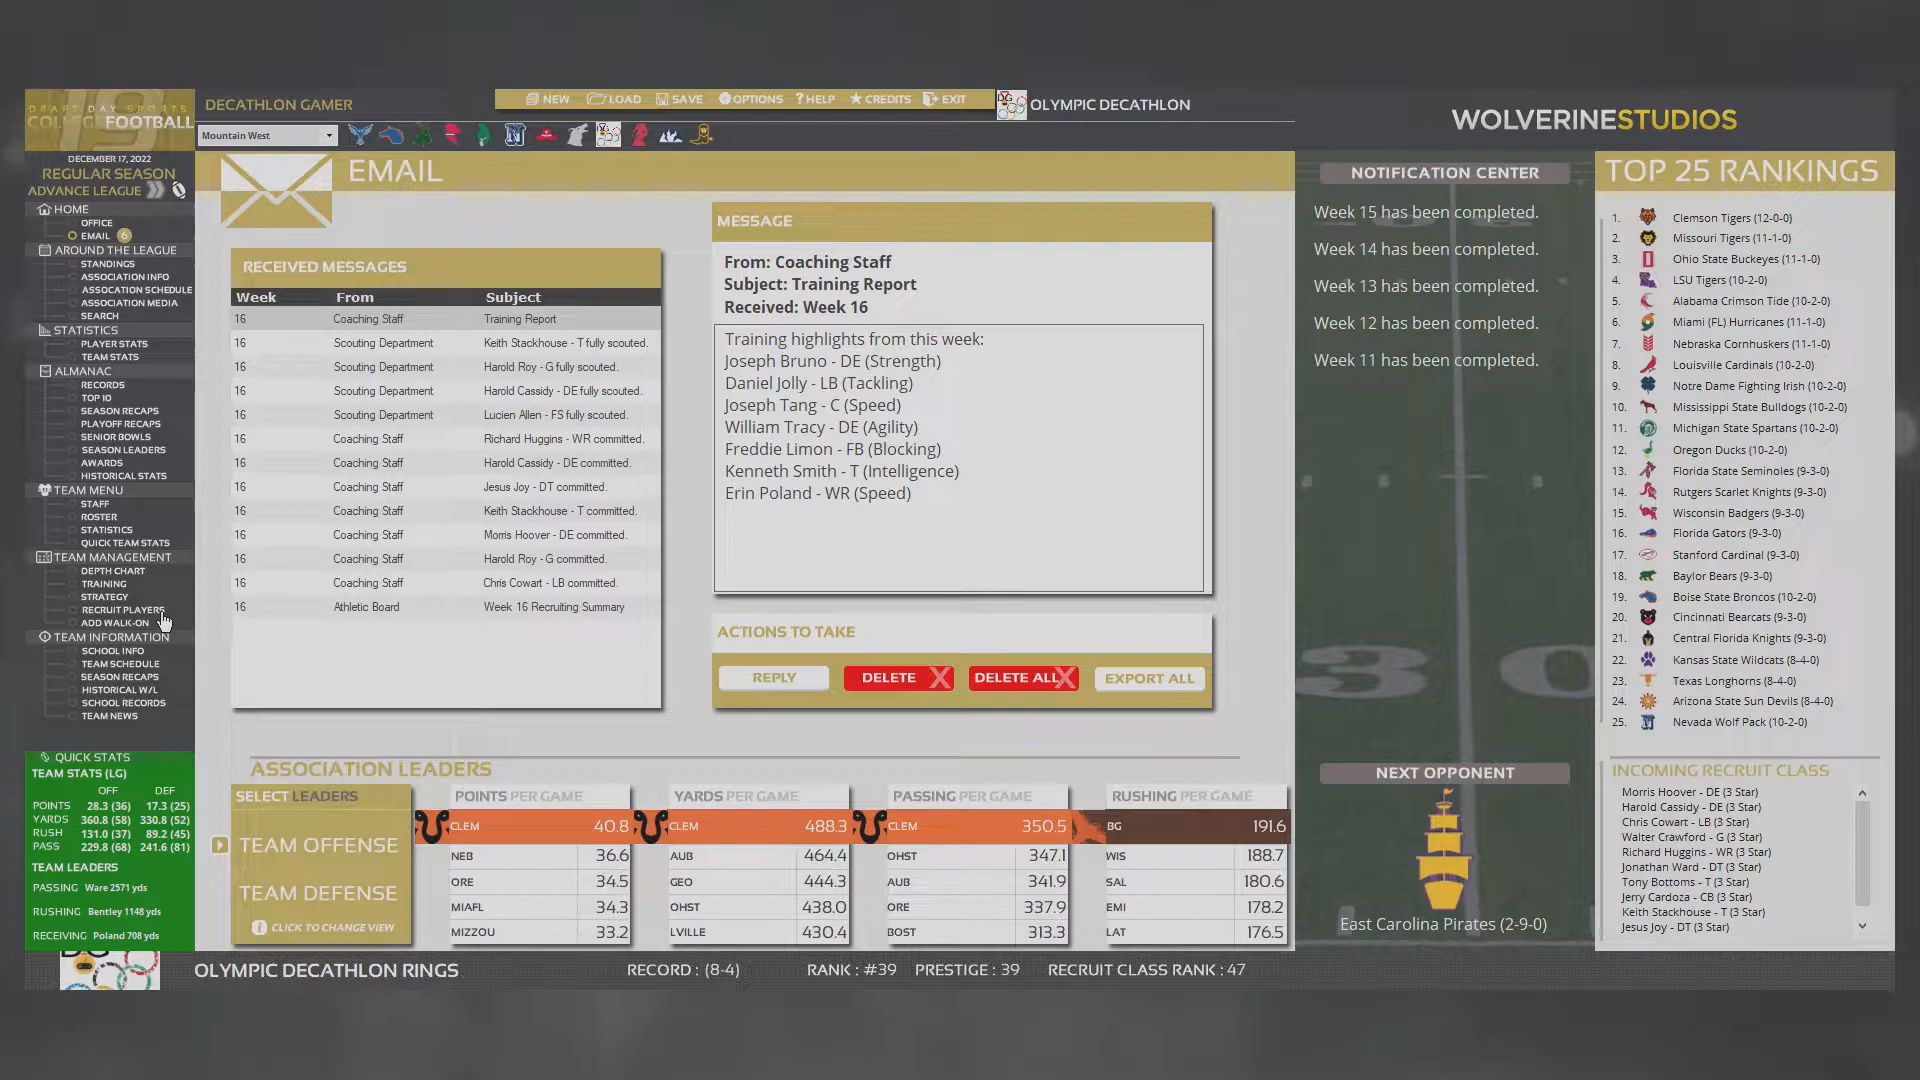 DRAFT DAY SPORTS
COLLEGE FOOTBALL
19
DECATHLON GAMER
NEW
LOAD
SAVE
OPTIONS
? HELP
CREDITS
EXIT
OLYMPIC DECATHLON
WOLVERINESTUDIOS
Mountain West
DECEMBER 17, 2022
REGULAR SEASON
ADVANCE LEAGUE
HOME
OFFICE
EMAIL 6
AROUND THE LEAGUE
STANDINGS
ASSOCIATION INFO
ASSOCATION SCHEDULE
ASSOCIATION MEDIA
SEARCH
STATISTICS
PLAYER STATS
TEAM STATS
ALMANAC
RECORDS
TOP 10
SEASON RECAPS
PLAYOFF RECAPS
SENIOR BOWLS
SEASON LEADERS
AWARDS
HISTORICAL STATS
TEAM MENU
STAFF
ROSTER
STATISTICS
QUICK TEAM STATS
TEAM MANAGEMENT
DEPTH CHART
TRAINING
STRATEGY
RECRUIT PLAYERS
ADD WALK-ON
TEAM INFORMATION
SCHOOL INFO
TEAM SCHEDULE
SEASON RECAPS
HISTORICAL W/L
SCHOOL RECORDS
TEAM NEWS
QUICK STATS
TEAM STATS (LG)
OFF DEF
POINTS 28.3 (36) 17.3 (25)
YARDS 360.8 (58) 330.8 (52)
RUSH 131.0 (37) 89.2 (45)
PASS 229.8 (68) 241.6 (81)
TEAM LEADERS
PASSING Ware 2571 yds
RUSHING Bentley 1148 yds
RECEIVING Poland 708 yds
EMAIL
RECEIVED MESSAGES
Week From Subject
16 Coaching Staff Training Report
16 Scouting Department Keith Stackhouse - T fully scouted.
16 Scouting Department Harold Roy - G fully scouted.
16 Scouting Department Harold Cassidy - DE fully scouted.
16 Scouting Department Lucien Allen - FS fully scouted.
16 Coaching Staff Richard Huggins - WR committed.
16 Coaching Staff Harold Cassidy - DE committed.
16 Coaching Staff Jesus Joy - DT committed.
16 Coaching Staff Keith Stackhouse - T committed.
16 Coaching Staff Morris Hoover - DE committed.
16 Coaching Staff Harold Roy - G committed.
16 Coaching Staff Chris Cowart - LB committed.
16 Athletic Board Week 16 Recruiting Summary
MESSAGE
From: Coaching Staff
Subject: Training Report
Received: Week 16
Training highlights from this week:
Joseph Bruno - DE (Strength)
Daniel Jolly - LB (Tackling)
Joseph Tang - C (Speed)
William Tracy - DE (Agility)
Freddie Limon - FB (Blocking)
Kenneth Smith - T (Intelligence)
Erin Poland - WR (Speed)
ACTIONS TO TAKE
REPLY
DELETE X
DELETE ALL X
EXPORT ALL
ASSOCIATION LEADERS
SELECT LEADERS
TEAM OFFENSE
TEAM DEFENSE
CLICK TO CHANGE VIEW
POINTS PER GAME
CLEM 40.8
NEB 36.6
ORE 34.5
MIAFL 34.3
MIZZOU 33.2
YARDS PER GAME
CLEM 488.3
AUB 464.4
GEO 444.3
OHST 438.0
LVILLE 430.4
PASSING PER GAME
CLEM 350.5
OHST 347.1
AUB 341.9
ORE 337.9
BOST 313.3
RUSHING PER GAME
BG 191.6
WIS 188.7
SAL 180.6
EMI 178.2
LAT 176.5
NOTIFICATION CENTER
Week 15 has been completed.
Week 14 has been completed.
Week 13 has been completed.
Week 12 has been completed.
Week 11 has been completed.
3 0
NEXT OPPONENT
East Carolina Pirates (2-9-0)
TOP 25 RANKINGS
1. Clemson Tigers (12-0-0)
2. Missouri Tigers (11-1-0)
3. Ohio State Buckeyes (11-1-0)
4. LSU Tigers (10-2-0)
5. Alabama Crimson Tide (10-2-0)
6. Miami (FL) Hurricanes (11-1-0)
7. Nebraska Cornhuskers (11-1-0)
8. Louisville Cardinals (10-2-0)
9. Notre Dame Fighting Irish (10-2-0)
10. Mississippi State Bulldogs (10-2-0)
11. Michigan State Spartans (10-2-0)
12. Oregon Ducks (10-2-0)
13. Florida State Seminoles (9-3-0)
14. Rutgers Scarlet Knights (9-3-0)
15. Wisconsin Badgers (9-3-0)
16. Florida Gators (9-3-0)
17. Stanford Cardinal (9-3-0)
18. Baylor Bears (9-3-0)
19. Boise State Broncos (10-2-0)
20. Cincinnati Bearcats (9-3-0)
21. Central Florida Knights (9-3-0)
22. Kansas State Wildcats (8-4-0)
23. Texas Longhorns (8-4-0)
24. Arizona State Sun Devils (8-4-0)
25. Nevada Wolf Pack (10-2-0)
INCOMING RECRUIT CLASS
Morris Hoover - DE (3 Star)
Harold Cassidy - DE (3 Star)
Chris Cowart - LB (3 Star)
Walter Crawford - G (3 Star)
Richard Huggins - WR (3 Star)
Jonathan Ward - DT (3 Star)
Tony Bottoms - T (3 Star)
Jerry Cardoza - CB (3 Star)
Keith Stackhouse - T (3 Star)
Jesus Joy - DT (3 Star)
OLYMPIC DECATHLON RINGS
RECORD : (8-4)
RANK : #39
PRESTIGE : 39
RECRUIT CLASS RANK : 47